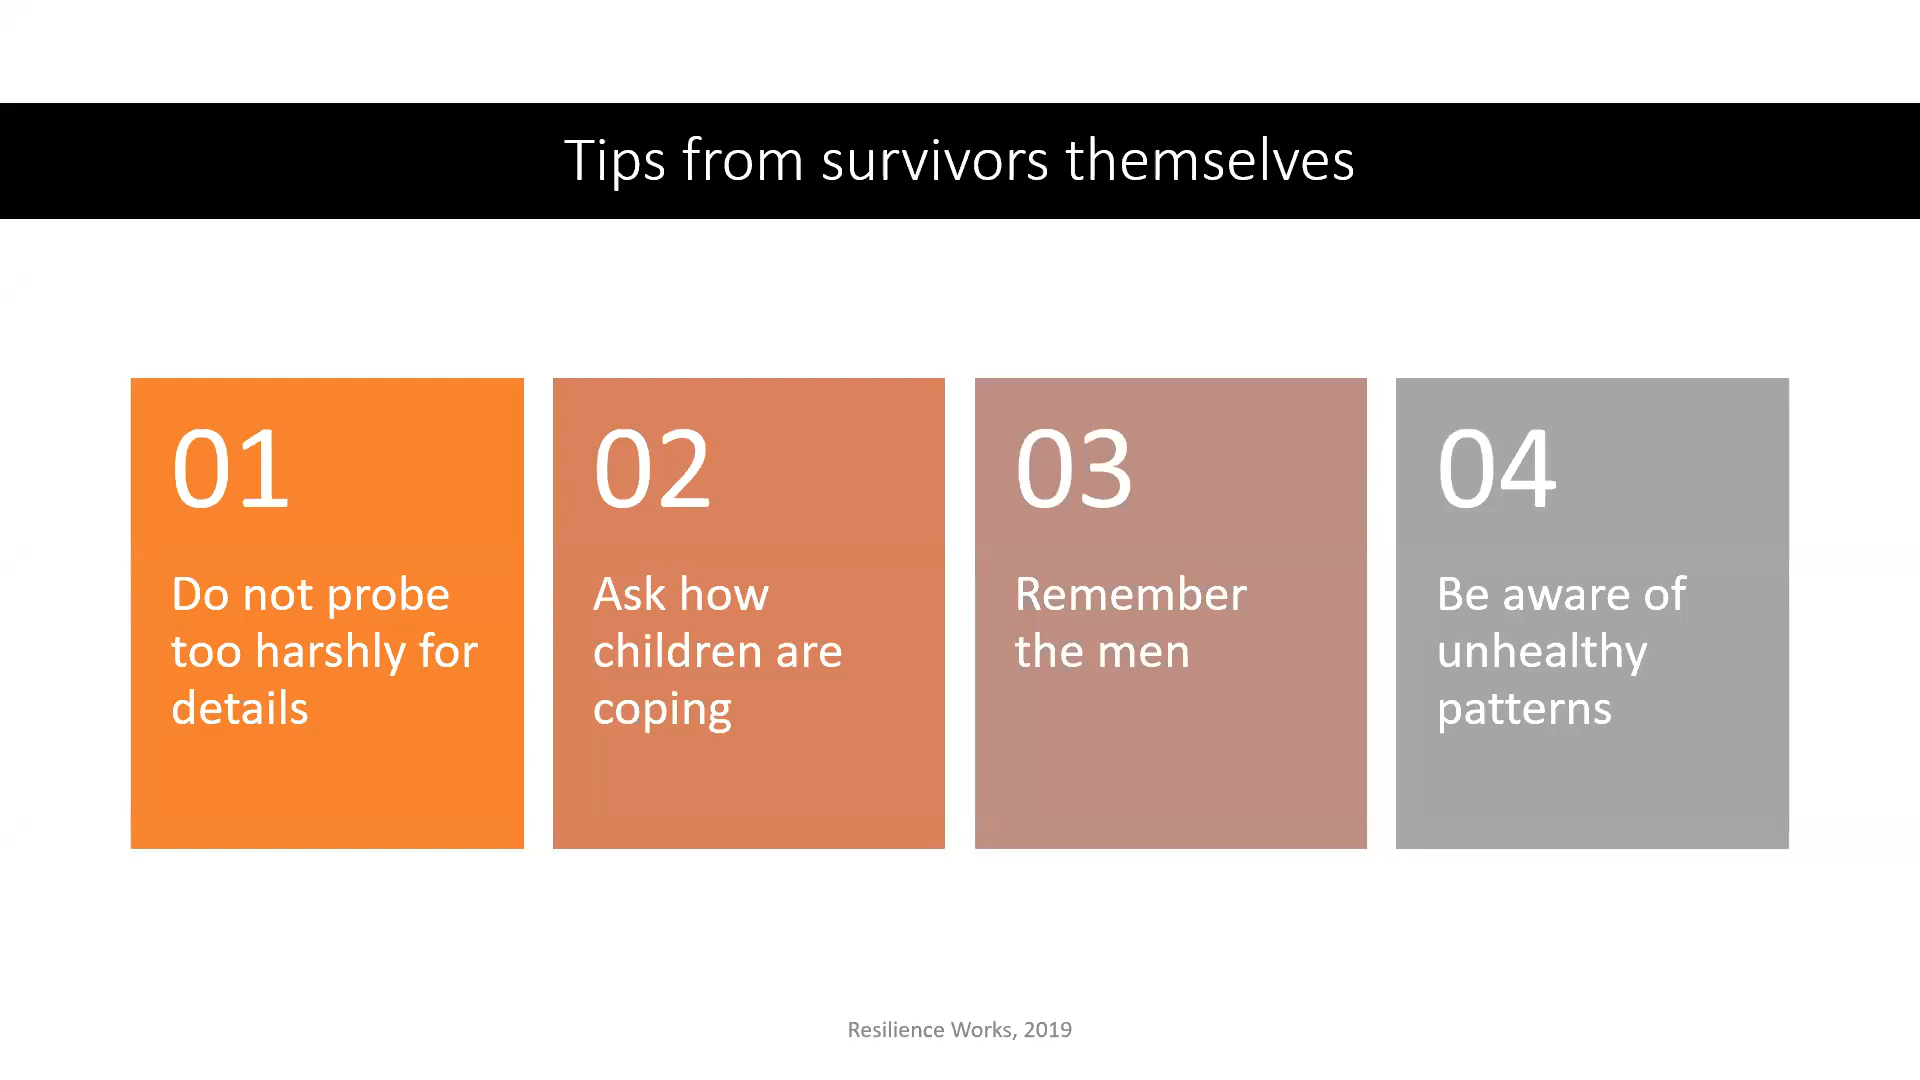 Tips from survivors themselves
01
Do not probe
too harshly for
details
02
Ask how
children are
coping
03
Remember
the men
04
Be aware of
unhealthy
patterns
Resilience Works, 2019